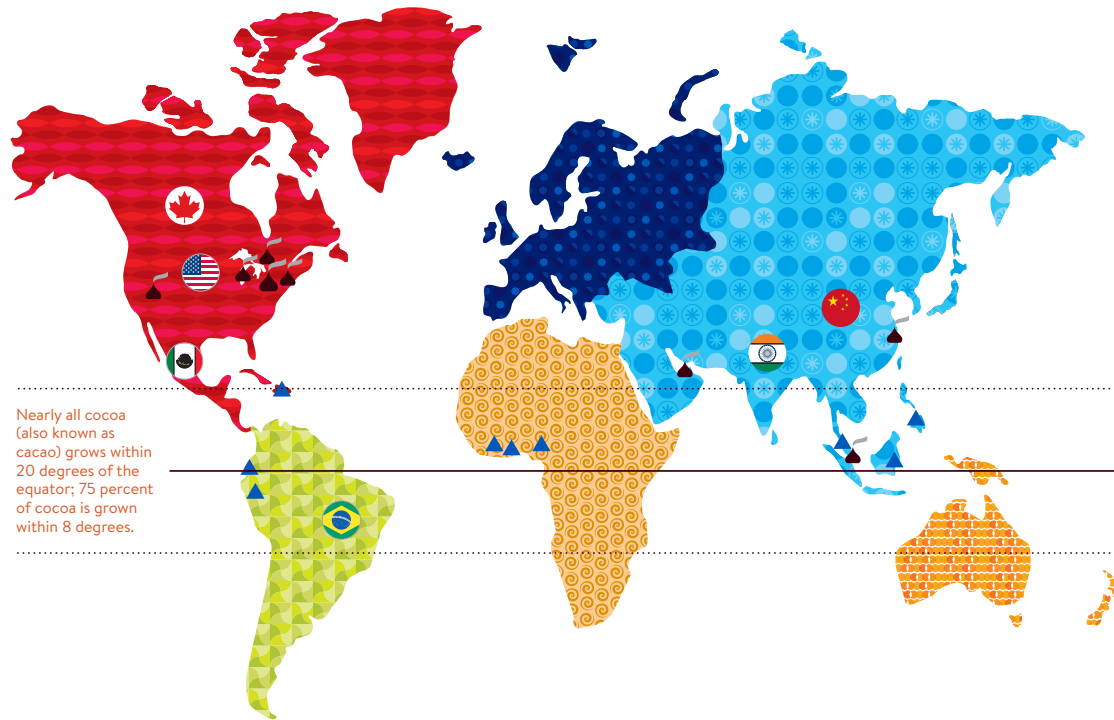 Nearly all cocoa
(also known as
cacao) grows within
20 degrees of the
equator; 75 percent
of cocoa is grown
within 8 degrees.